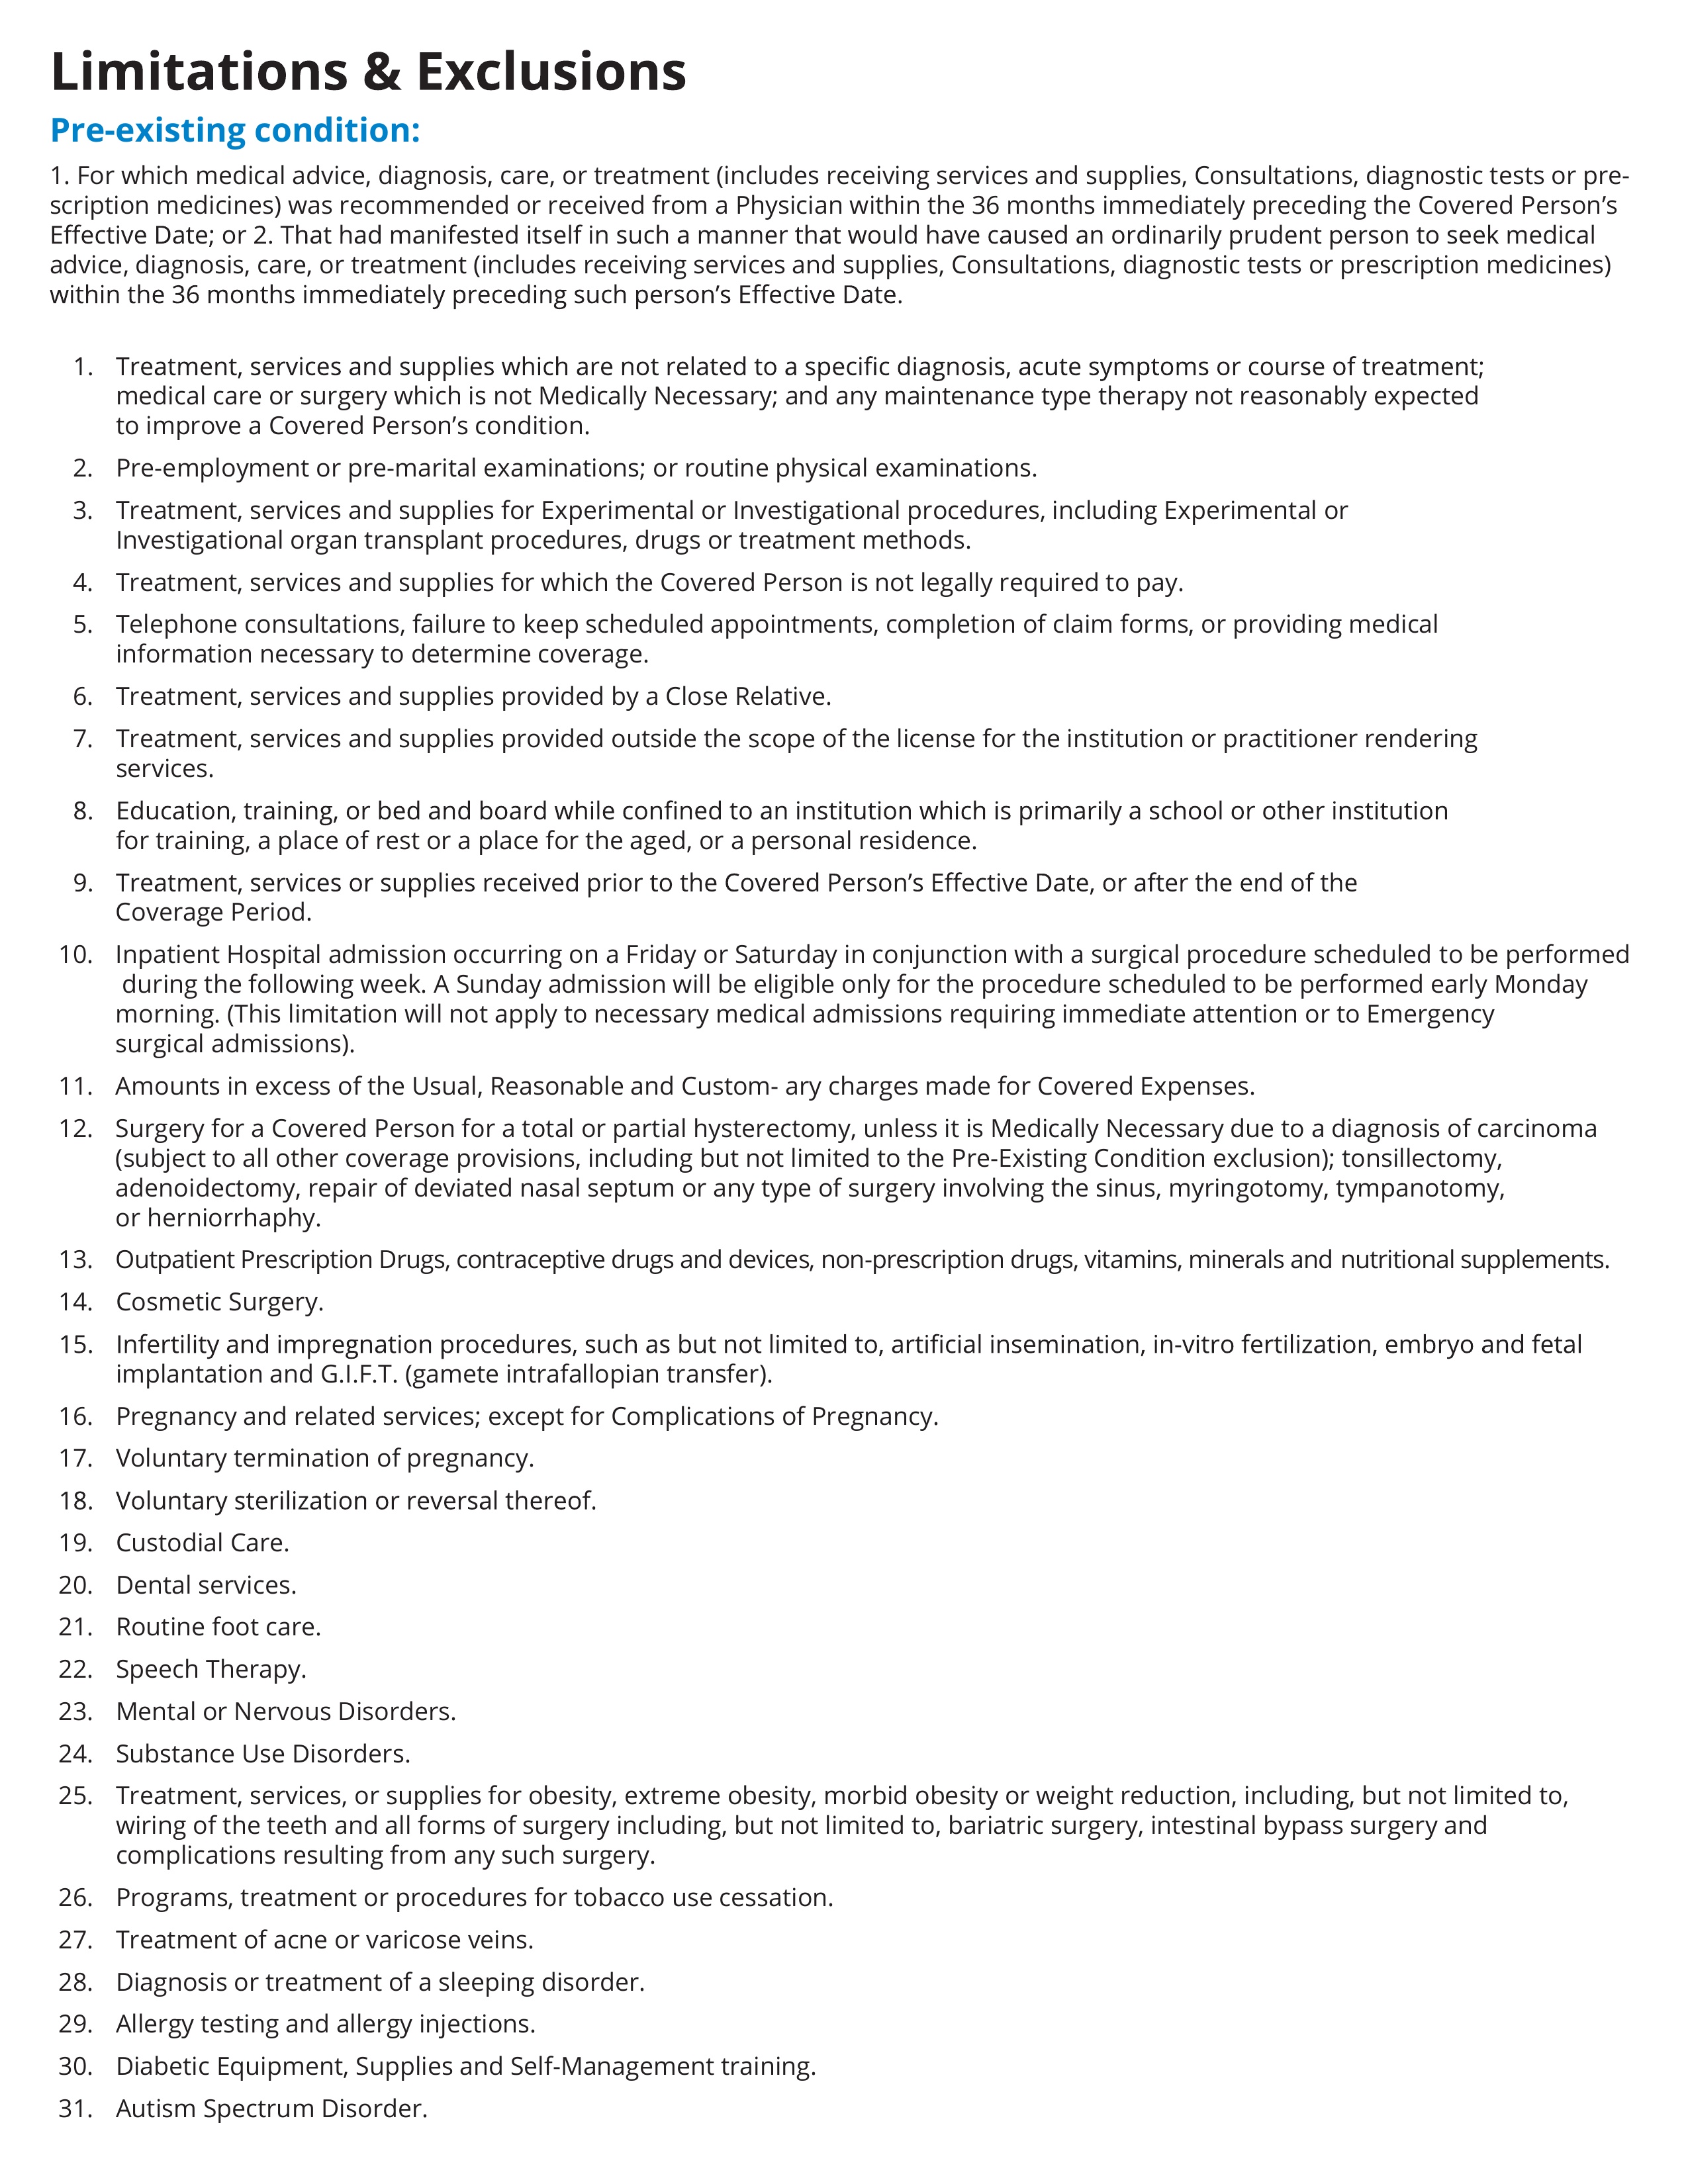 Limitations & Exclusions
Pre-existing condition:
1. For which medical advice, diagnosis, care, or treatment (includes receiving services and supplies, Consultations, diagnostic tests or pre-
scription medicines) was recommended or received from a Physician within the 36 months immediately preceding the Covered Person’s
Effective Date; or 2. That had manifested itself in such a manner that would have caused an ordinarily prudent person to seek medical
advice, diagnosis, care, or treatment (includes receiving services and supplies, Consultations, diagnostic tests or prescription medicines)
within the 36 months immediately preceding such person’s Effective Date.
1. Treatment, services and supplies which are not related to a specific diagnosis, acute symptoms or course of treatment;
medical care or surgery which is not Medically Necessary; and any maintenance type therapy not reasonably expected
to improve a Covered Person’s condition.
2. Pre-employment or pre-marital examinations; or routine physical examinations.
3. Treatment, services and supplies for Experimental or Investigational procedures, including Experimental or
Investigational organ transplant procedures, drugs or treatment methods.
4. Treatment, services and supplies for which the Covered Person is not legally required to pay.
5. Telephone consultations, failure to keep scheduled appointments, completion of claim forms, or providing medical
information necessary to determine coverage.
6. Treatment, services and supplies provided by a Close Relative.
7. Treatment, services and supplies provided outside the scope of the license for the institution or practitioner rendering
services.
8. Education, training, or bed and board while confined to an institution which is primarily a school or other institution
for training, a place of rest or a place for the aged, or a personal residence.
9. Treatment, services or supplies received prior to the Covered Person’s Effective Date, or after the end of the
Coverage Period.
10. Inpatient Hospital admission occurring on a Friday or Saturday in conjunction with a surgical procedure scheduled to be performed
during the following week. A Sunday admission will be eligible only for the procedure scheduled to be performed early Monday
morning. (This limitation will not apply to necessary medical admissions requiring immediate attention or to Emergency
surgical admissions).
11. Amounts in excess of the Usual, Reasonable and Custom- ary charges made for Covered Expenses.
12. Surgery for a Covered Person for a total or partial hysterectomy, unless it is Medically Necessary due to a diagnosis of carcinoma
(subject to all other coverage provisions, including but not limited to the Pre-Existing Condition exclusion); tonsillectomy,
adenoidectomy, repair of deviated nasal septum or any type of surgery involving the sinus, myringotomy, tympanotomy,
or herniorrhaphy.
13. Outpatient Prescription Drugs, contraceptive drugs and devices, non-prescription drugs, vitamins, minerals and nutritional supplements.
14. Cosmetic Surgery.
15. Infertility and impregnation procedures, such as but not limited to, artificial insemination, in-vitro fertilization, embryo and fetal
implantation and G.I.F.T. (gamete intrafallopian transfer).
16. Pregnancy and related services; except for Complications of Pregnancy.
17. Voluntary termination of pregnancy.
18. Voluntary sterilization or reversal thereof.
19. Custodial Care.
20. Dental services.
21. Routine foot care.
22. Speech Therapy.
23. Mental or Nervous Disorders.
24. Substance Use Disorders.
25. Treatment, services, or supplies for obesity, extreme obesity, morbid obesity or weight reduction, including, but not limited to,
wiring of the teeth and all forms of surgery including, but not limited to, bariatric surgery, intestinal bypass surgery and
complications resulting from any such surgery.
26. Programs, treatment or procedures for tobacco use cessation.
27. Treatment of acne or varicose veins.
28. Diagnosis or treatment of a sleeping disorder.
29. Allergy testing and allergy injections.
30. Diabetic Equipment, Supplies and Self-Management training.
31. Autism Spectrum Disorder.